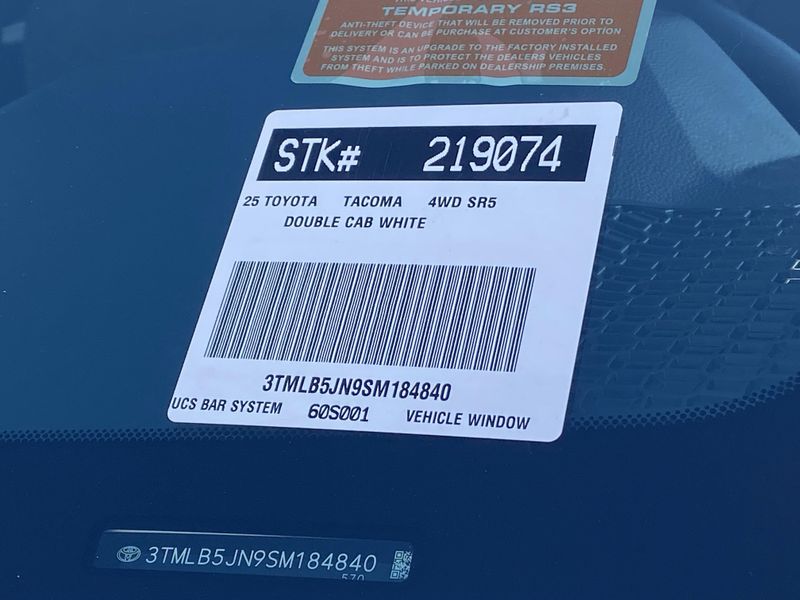 TEMPORARY RS3
ANTI-THEFT DEVICE THAT WILL BE REMOVED PRIOR TO
DELIVERY OR CAN BE PURCHASE AT CUSTOMER'S OPTION
THIS SYSTEM IS AN UPGRADE TO THE FACTORY INSTALLED
SYSTEM AND IS TO PROTECT THE DEALERS VEHICLES
FROM THEFT WHILE PARKED ON DEALERSHIP PREMISES.
STK# 219074
25 TOYOTA TACOMA 4WD SR5
DOUBLE CAB WHITE
3TMLB5JN9SM184840
UCS BAR SYSTEM 60S001 VEHICLE WINDOW
3TMLB5JN9SM184840
570